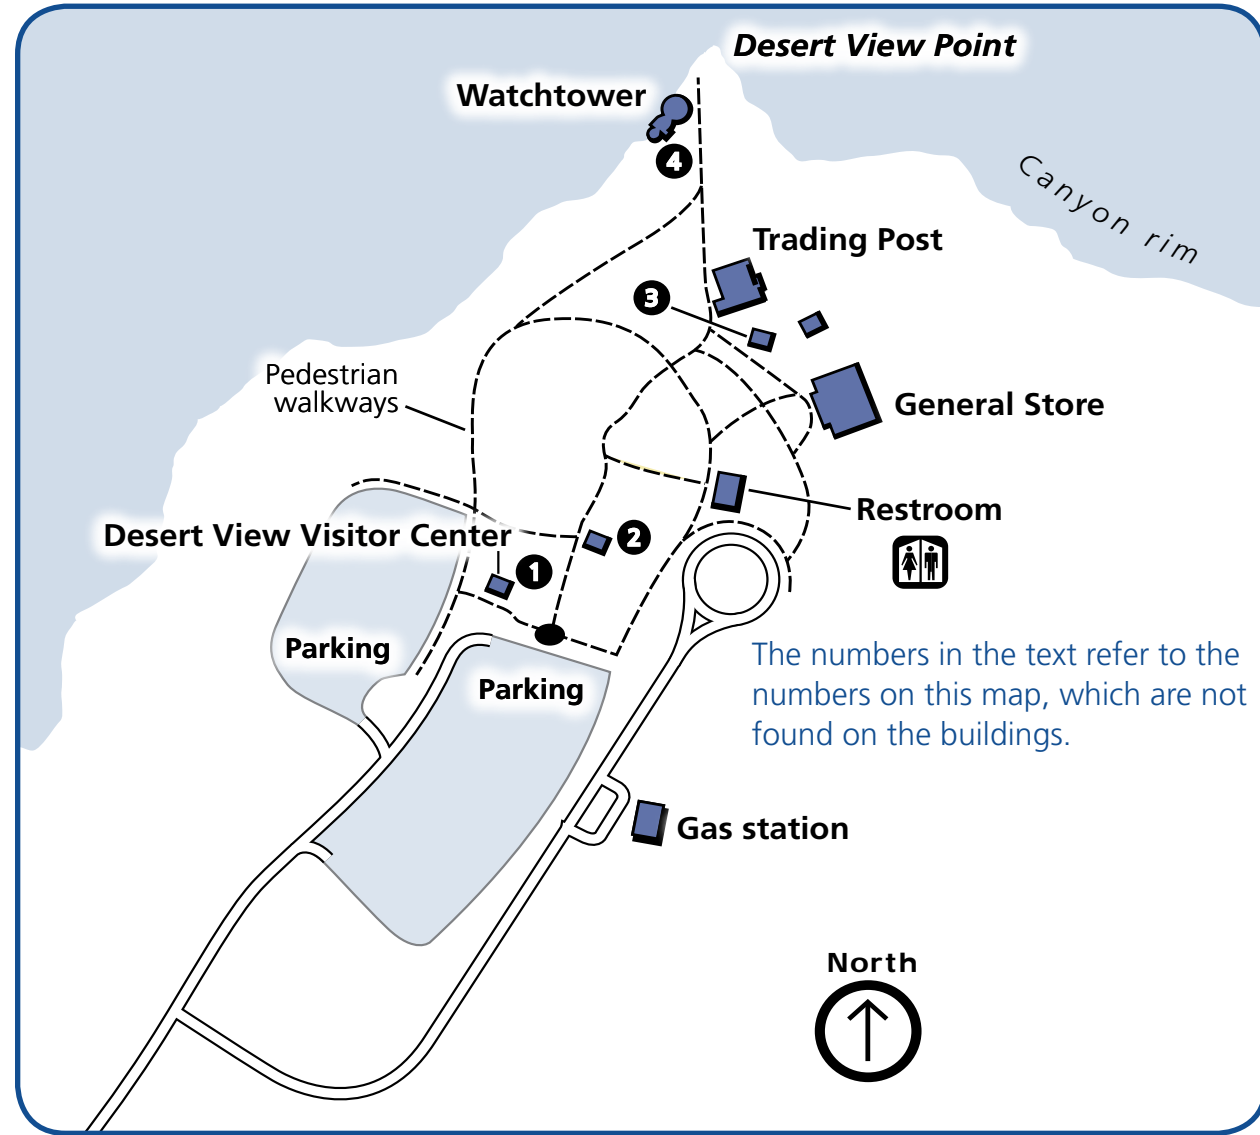 Desert View Point
Watchtower
4
Canyon rim
Trading Post
3
Pedestrian
walkways
General Store
Restroom
Desert View Visitor Center
2
1
Parking
Parking
The numbers in the text refer to the
numbers on this map, which are not
found on the buildings.
Gas station
North